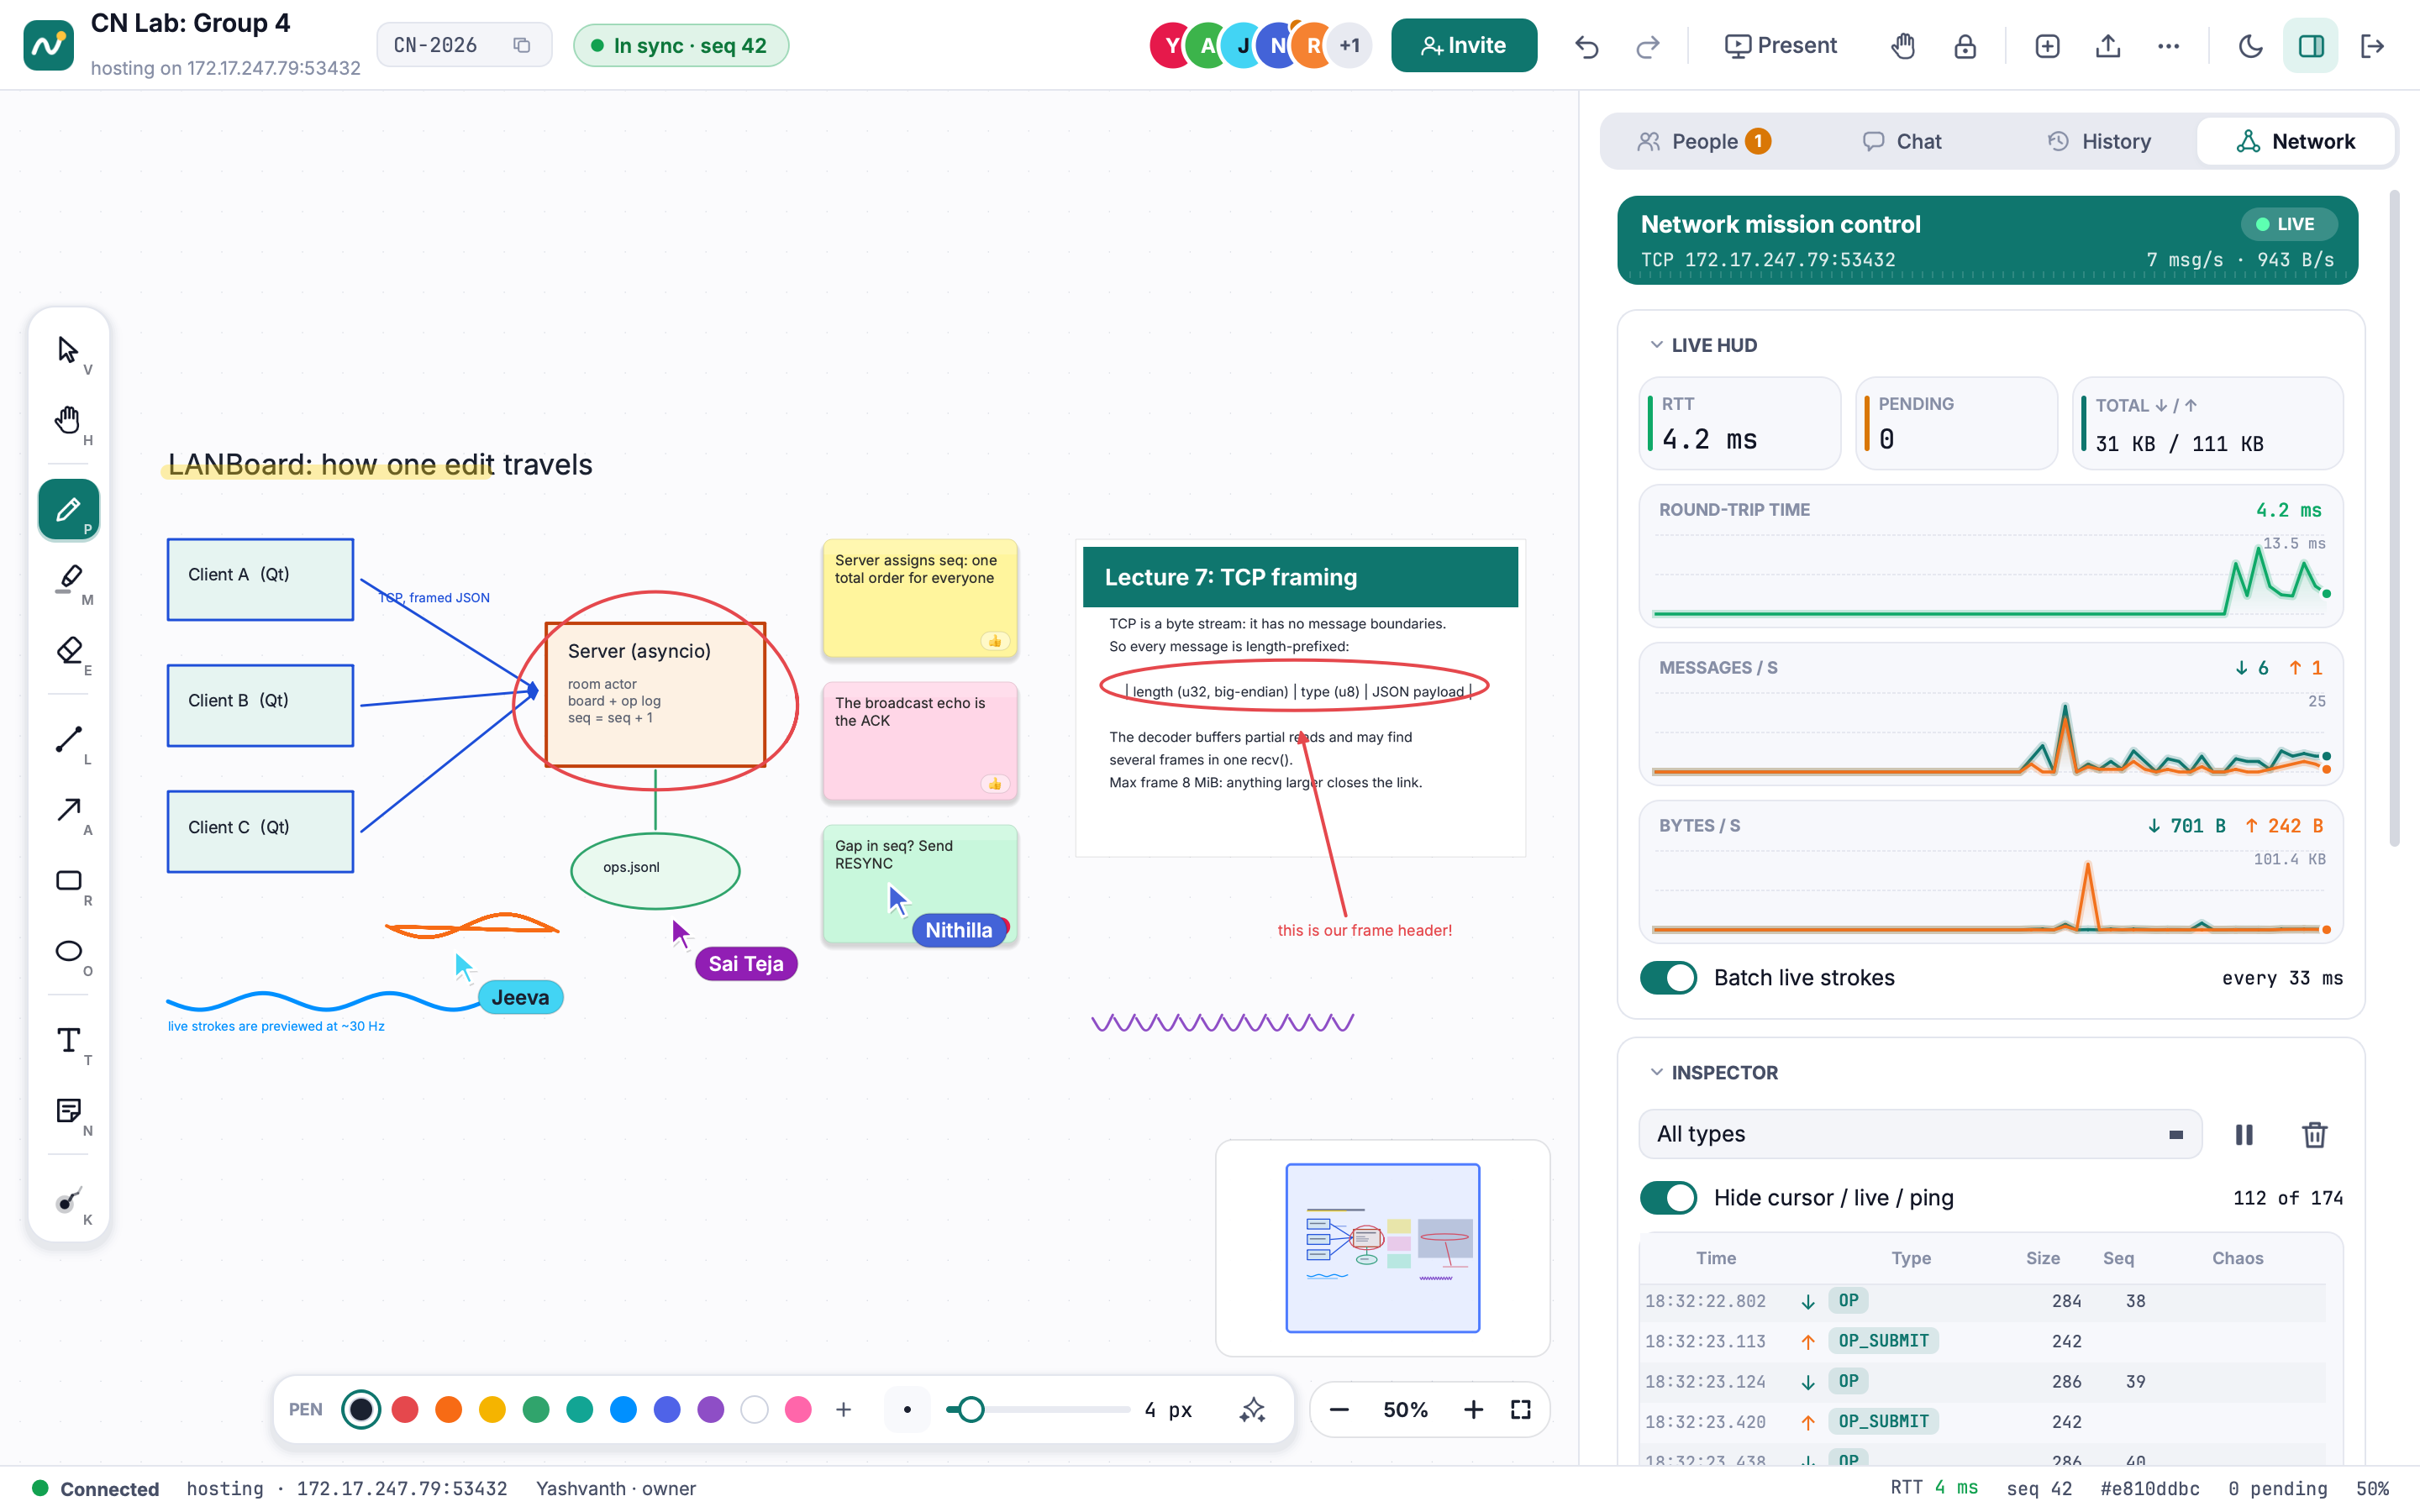 CN Lab: Group 4
hosting on 172.17.247.79:53432
CN-2026
In sync · seq 42
Y A J N R +1
Invite
Present
People 1
Chat
History
Network
Network mission control
LIVE
TCP 172.17.247.79:53432
7 msg/s · 943 B/s
LIVE HUD
RTT
4.2 ms
PENDING
0
TOTAL ↓ / ↑
31 KB / 111 KB
ROUND-TRIP TIME
4.2 ms
13.5 ms
MESSAGES / S
↓ 6 ↑ 1
25
BYTES / S
↓ 701 B ↑ 242 B
101.4 KB
Batch live strokes
every 33 ms
INSPECTOR
All types
Hide cursor / live / ping
112 of 174
Time Type Size Seq Chaos
18:32:22.802 ↓ OP 284 38
18:32:23.113 ↑ OP_SUBMIT 242
18:32:23.124 ↓ OP 286 39
18:32:23.420 ↑ OP_SUBMIT 242
18:32:23.438 ↓ OP 286 40
V
H
P
M
E
L
A
R
O
T
N
K
LANBoard: how one edit travels
Client A (Qt)
TCP, framed JSON
Client B (Qt)
Client C (Qt)
Server (asyncio)
room actor
board + op log
seq = seq + 1
ops.jsonl
Server assigns seq: one
total order for everyone
The broadcast echo is
the ACK
Gap in seq? Send
RESYNC
Nithilla
Sai Teja
Jeeva
live strokes are previewed at ~30 Hz
Lecture 7: TCP framing
TCP is a byte stream: it has no message boundaries.
So every message is length-prefixed:
| length (u32, big-endian) | type (u8) | JSON payload |
The decoder buffers partial reads and may find
several frames in one recv().
Max frame 8 MiB: anything larger closes the link.
this is our frame header!
PEN
4 px
50%
Connected
hosting · 172.17.247.79:53432
Yashvanth · owner
RTT 4 ms
seq 42
#e810ddbc
0 pending
50%